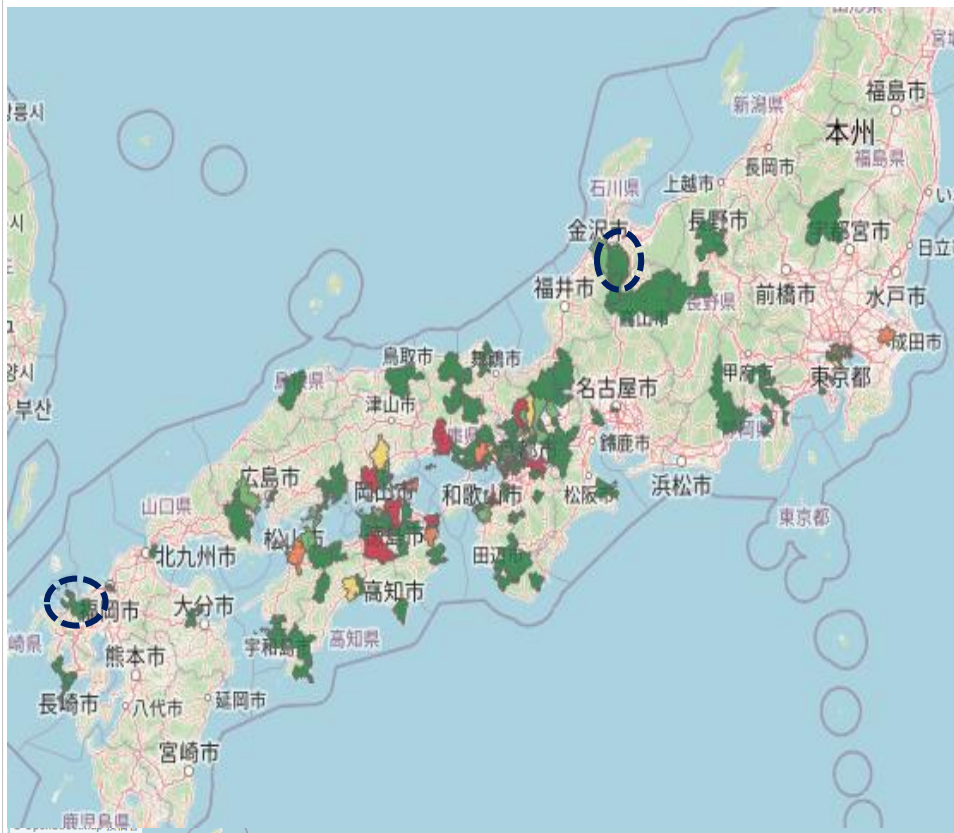 宮城
福島市
新潟県
本州
長岡市
福島県
石川県
上越市
金沢市
長野市
宇都宮市
日立
福井市
前橋市
水戸市
長野県
成田市
鳥取市
舞鶴市
甲府市
東京都
名古屋市
津山市
静岡県
鈴鹿市
広島市
岡山市
和歌山市
松阪市
浜松市
山口県
東京都
松山市
北九州市
田辺
高知市
福岡市
大分市
宇和島
高知県
崎県
熊本市
長崎市
八代市
延岡市
宮崎市
鹿児島県
부산
시